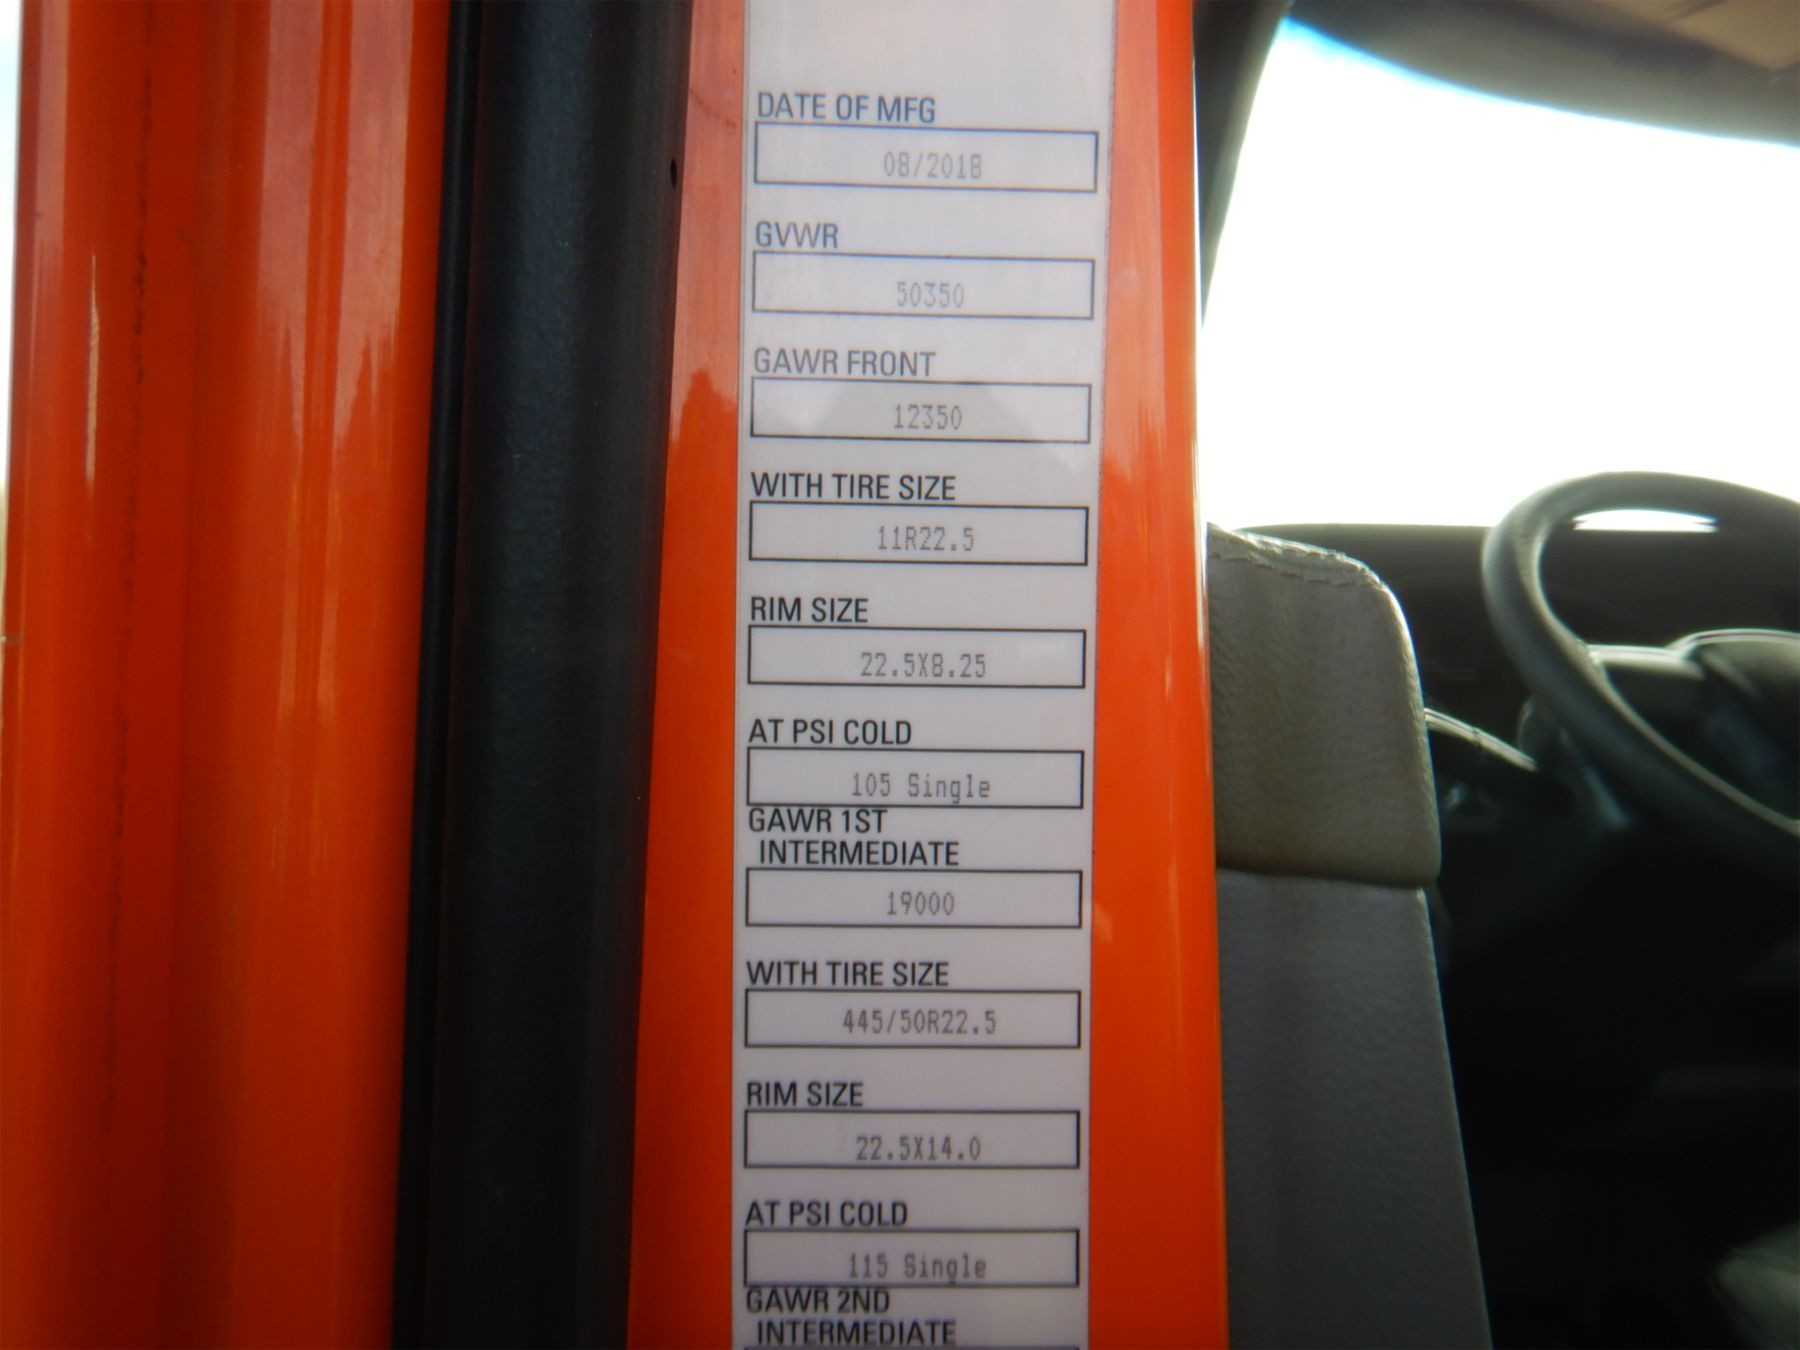 DATE OF MFG
08/2018
GVWR
50350
GAWR FRONT
12350
WITH TIRE SIZE
11R22.5
RIM SIZE
22.5X8.25
AT PSI COLD
105 Single
GAWR 1ST
INTERMEDIATE
19000
WITH TIRE SIZE
445/50R22.5
RIM SIZE
22.5X14.0
AT PSI COLD
115 Single
GAWR 2ND
INTERMEDIATE